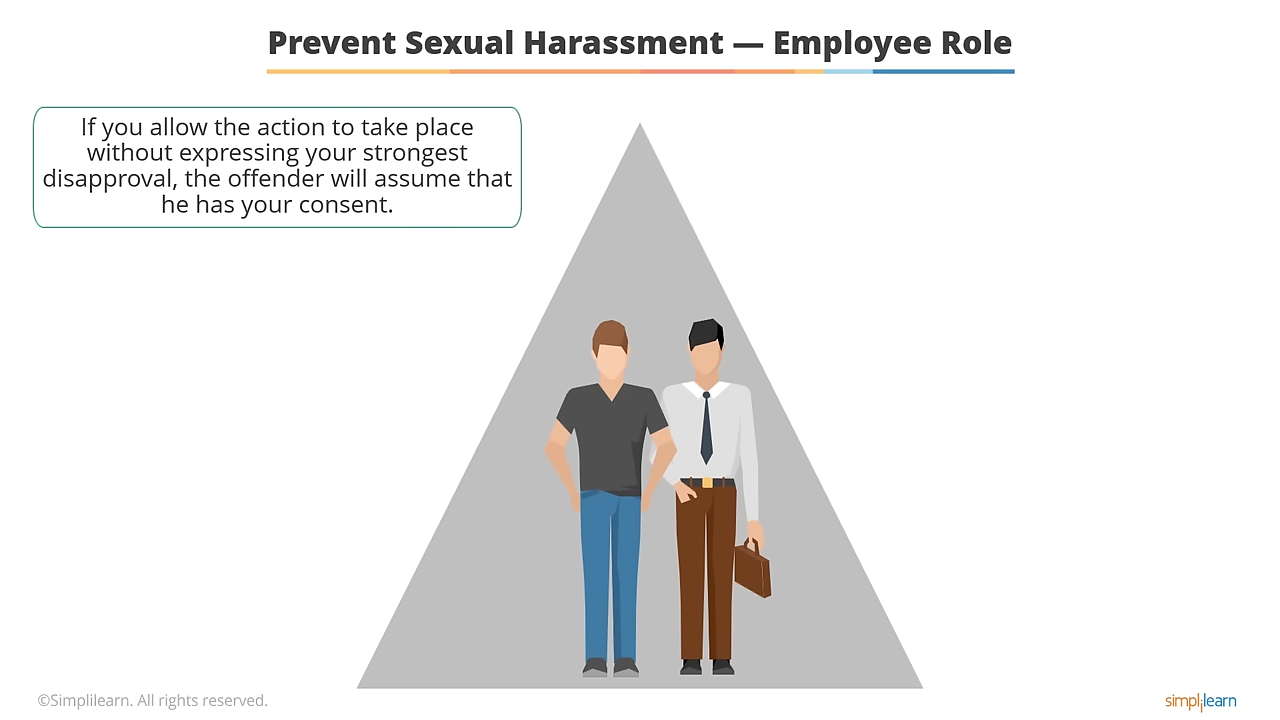 Prevent Sexual Harassment — Employee Role
If you allow the action to take place
without expressing your strongest
disapproval, the offender will assume that
he has your consent.
©Simplilearn. All rights reserved.
simplilearn